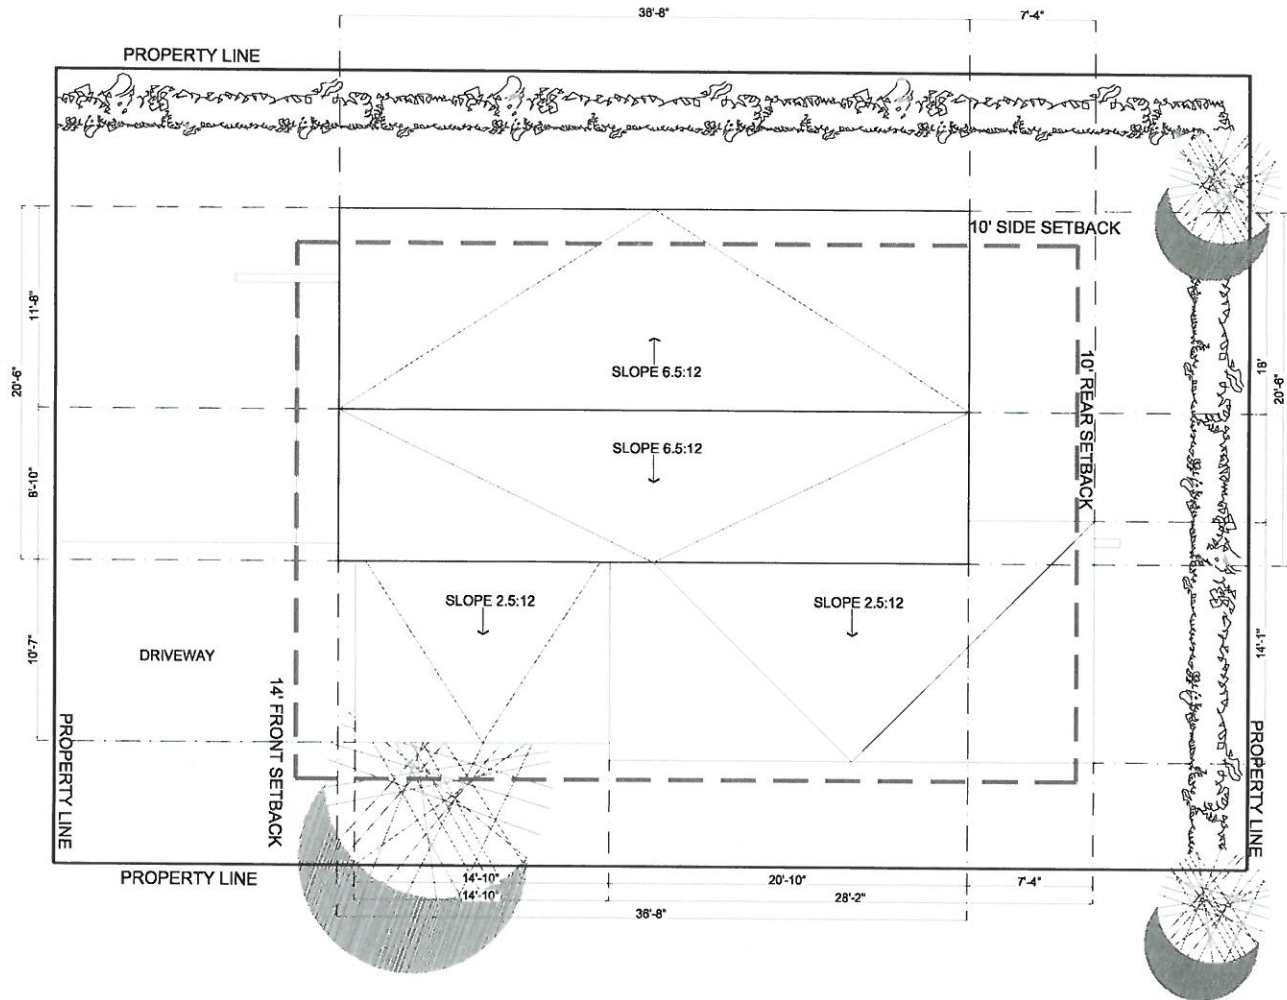 36'-8"
7'-4"
PROPERTY LINE
10' SIDE SETBACK
11'-8"
20'-6"
8'-10"
10'-7"
SLOPE 6.5:12
SLOPE 6.5:12
10' REAR SETBACK
18'
20'-6"
SLOPE 2.5:12
SLOPE 2.5:12
14'-1"
DRIVEWAY
14' FRONT SETBACK
PROPERTY LINE
PROPERTY LINE
PROPERTY LINE
14'-10"
20'-10"
7'-4"
14'-10"
28'-2"
36'-8"